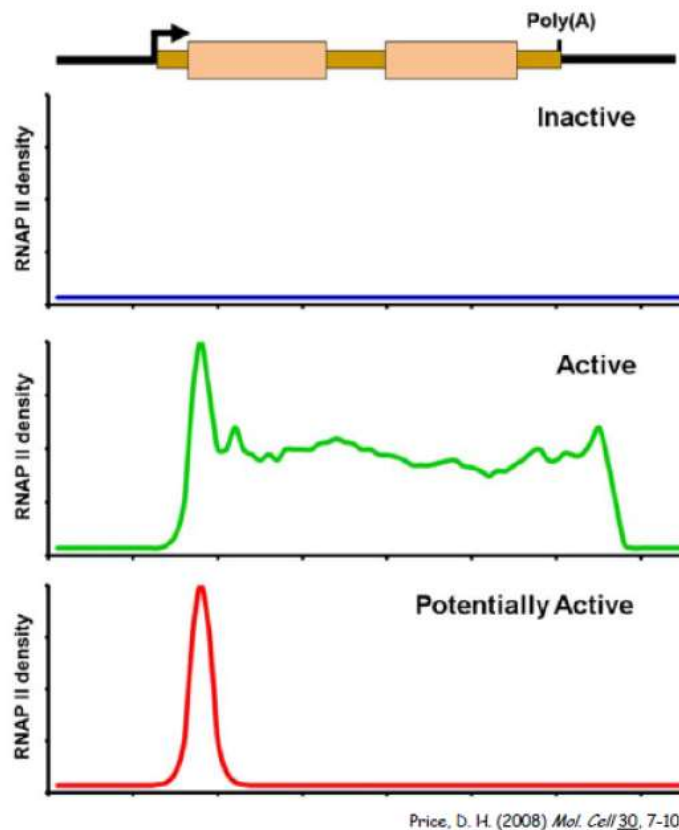 Poly(A)
Inactive
RNAP II density
Active
RNAP II density
Potentially Active
RNAP II density
Price, D. H. (2008) Mol. Cell 30, 7-10